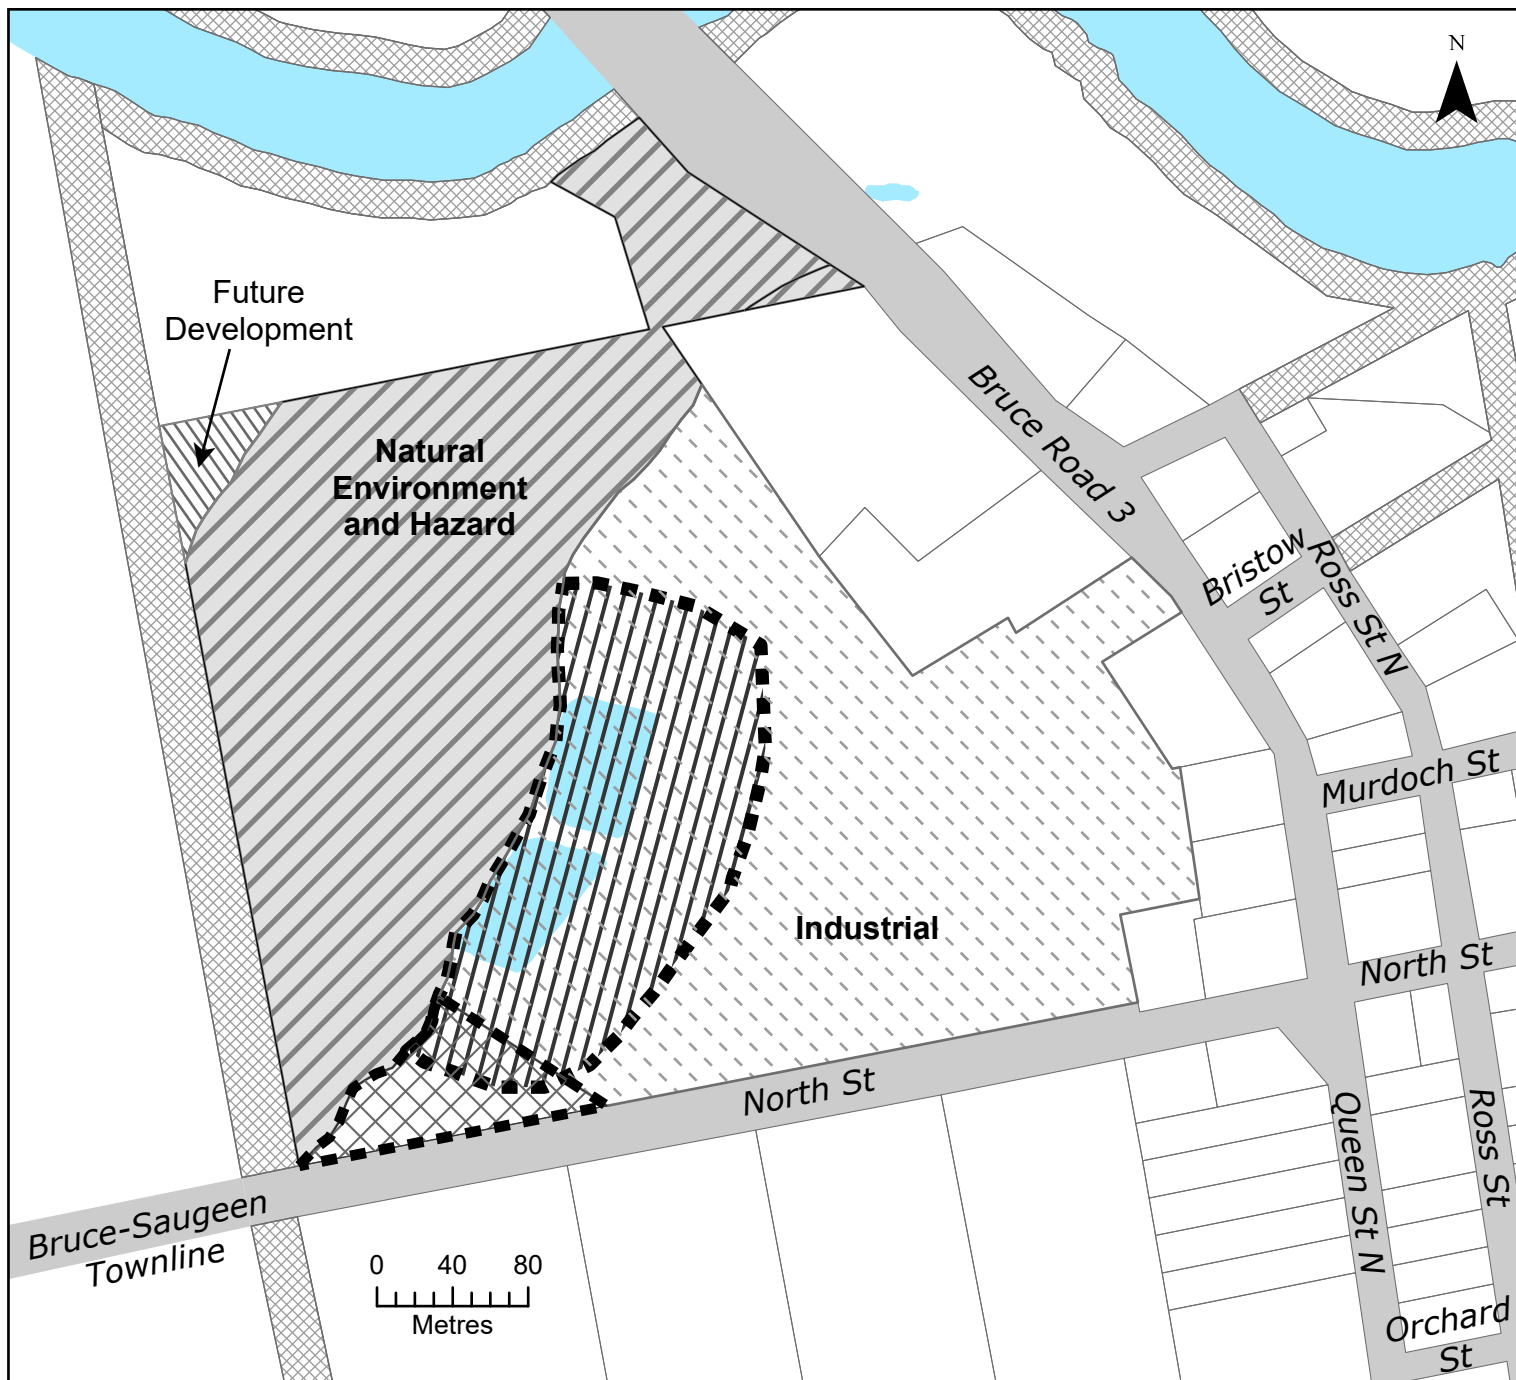 N
Future
Development
Natural
Environment
and Hazard
Bruce Road 3
Bristow
St
Ross St N
Murdoch St
Industrial
North St
North St
Queen St N
Ross St
Bruce-Saugeen
Townline
0 40 80
Metres
Orchard
St